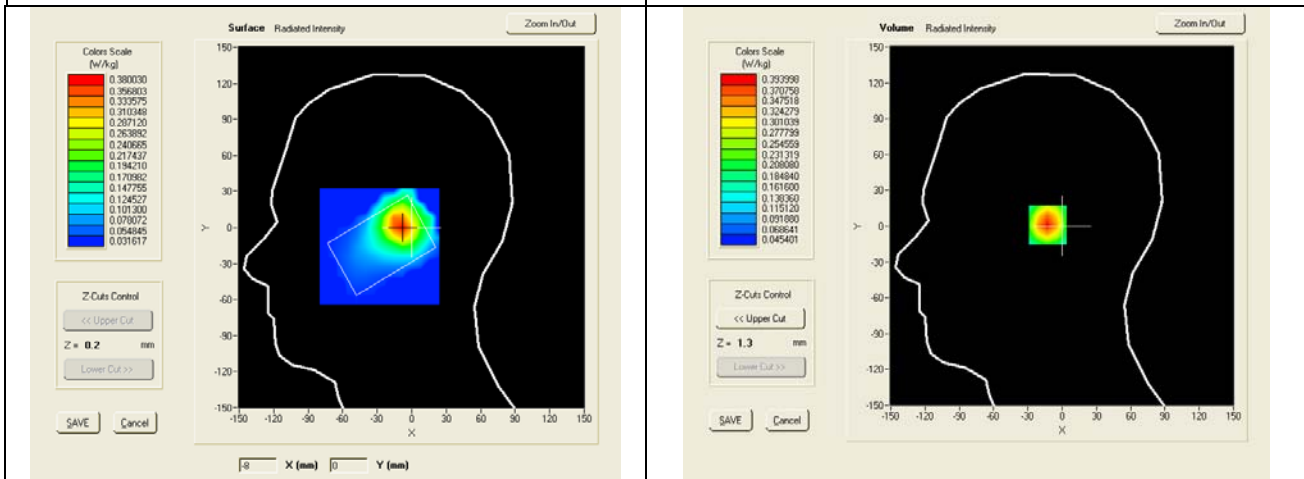 Surface Radiated Intensity
Zoom In/Out
Colors Scale
(W/kg)
0.380030
0.356803
0.333575
0.310348
0.287120
0.263892
0.240665
0.217437
0.194210
0.170982
0.147755
0.124527
0.101300
0.078072
0.054845
0.031617
Z-Cuts Control
<< Upper Cut
Z = 0.2 mm
Lower Cut >>
SAVE Cancel
150
120
90
60
30
0
-30
-60
-90
-120
-150
Y
-150 -120 -90 -60 -30 0 30 60 90 120 150
X
-8 X (mm) 0 Y (mm)
Volume Radiated Intensity
Zoom In/Out
Colors Scale
(W/kg)
0.393998
0.370758
0.347518
0.324279
0.301039
0.277799
0.254559
0.231319
0.208080
0.184840
0.161600
0.138360
0.115120
0.091880
0.068641
0.045401
Z-Cuts Control
<< Upper Cut
Z = 1.3 mm
Lower Cut >>
SAVE Cancel
150
120
90
60
30
0
-30
-60
-90
-120
-150
Y
-150 -120 -90 -60 -30 0 30 60 90 120 150
X